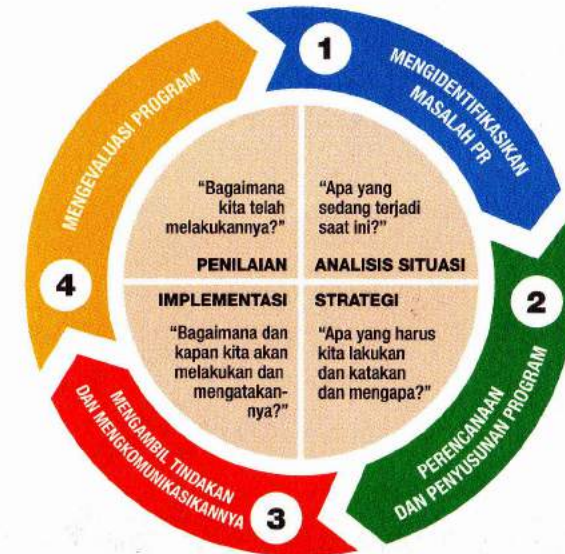 1
MENGIDENTIFIKASIKAN
MASALAH PR
"Apa yang
sedang terjadi
saat ini?"
ANALISIS SITUASI
2
PERENCANAAN
DAN PENYUSUNAN PROGRAM
STRATEGI
"Apa yang harus
kita lakukan
dan katakan
dan mengapa?"
3
MENGAMBIL TINDAKAN
DAN MENGKOMUNIKASIKANNYA
IMPLEMENTASI
"Bagaimana dan
kapan kita akan
melakukan dan
mengatakan-
nya?"
4
MENGEVALUASI PROGRAM
"Bagaimana
kita telah
melakukannya?"
PENILAIAN